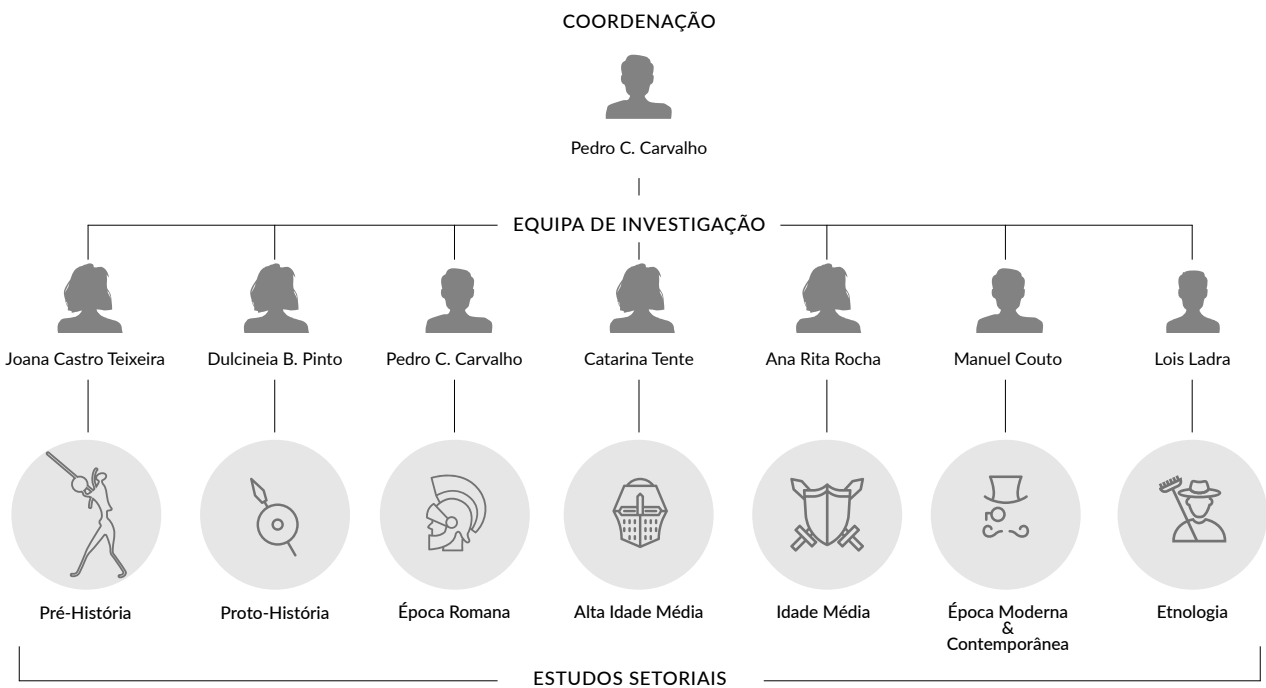 COORDENAÇÃO
Pedro C. Carvalho
EQUIPA DE INVESTIGAÇÃO
Joana Castro Teixeira
Dulcineia B. Pinto
Pedro C. Carvalho
Catarina Tente
Ana Rita Rocha
Manuel Couto
Lois Ladra
Pré-História
Proto-História
Época Romana
Alta Idade Média
Idade Média
Época Moderna
&
Contemporânea
Etnologia
ESTUDOS SETORIAIS